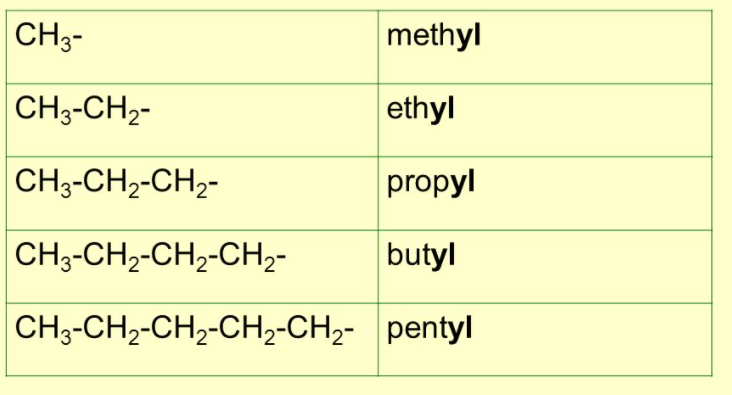 CH₃- methyl
CH₃-CH₂- ethyl
CH₃-CH₂-CH₂- propyl
CH₃-CH₂-CH₂-CH₂- butyl
CH₃-CH₂-CH₂-CH₂-CH₂- pentyl